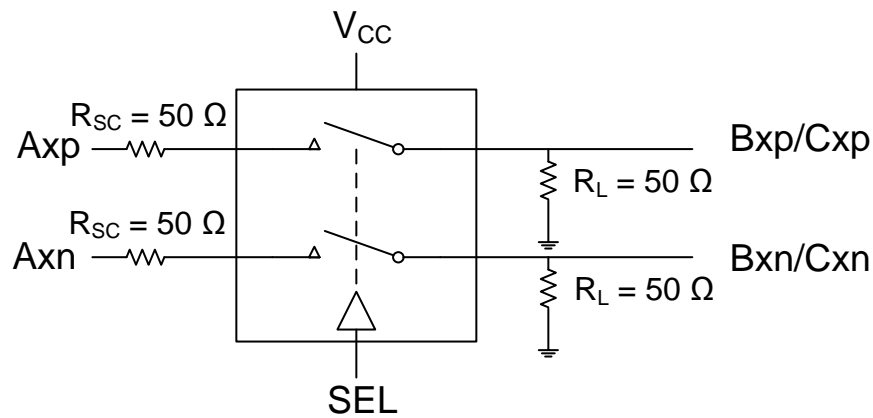 VCC
RSC = 50 Ω
Axp
Bxp/Cxp
RL = 50 Ω
RSC = 50 Ω
Axn
Bxn/Cxn
RL = 50 Ω
SEL